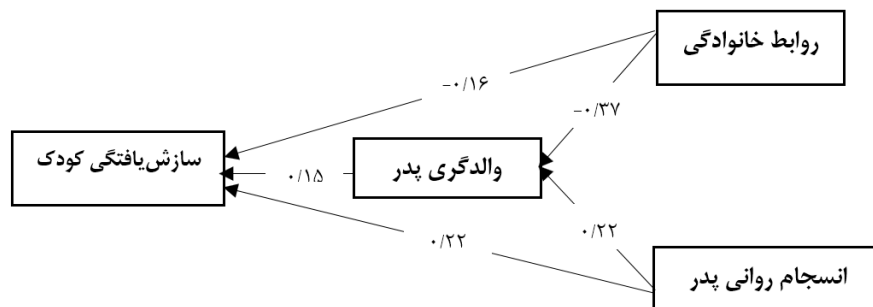 روابط خانوادگی
-۰/۱۶
-۰/۳۷
سازش‌یافتگی کودک
۰/۱۵
والدگری پدر
۰/۲۲
۰/۲۲
انسجام روانی پدر